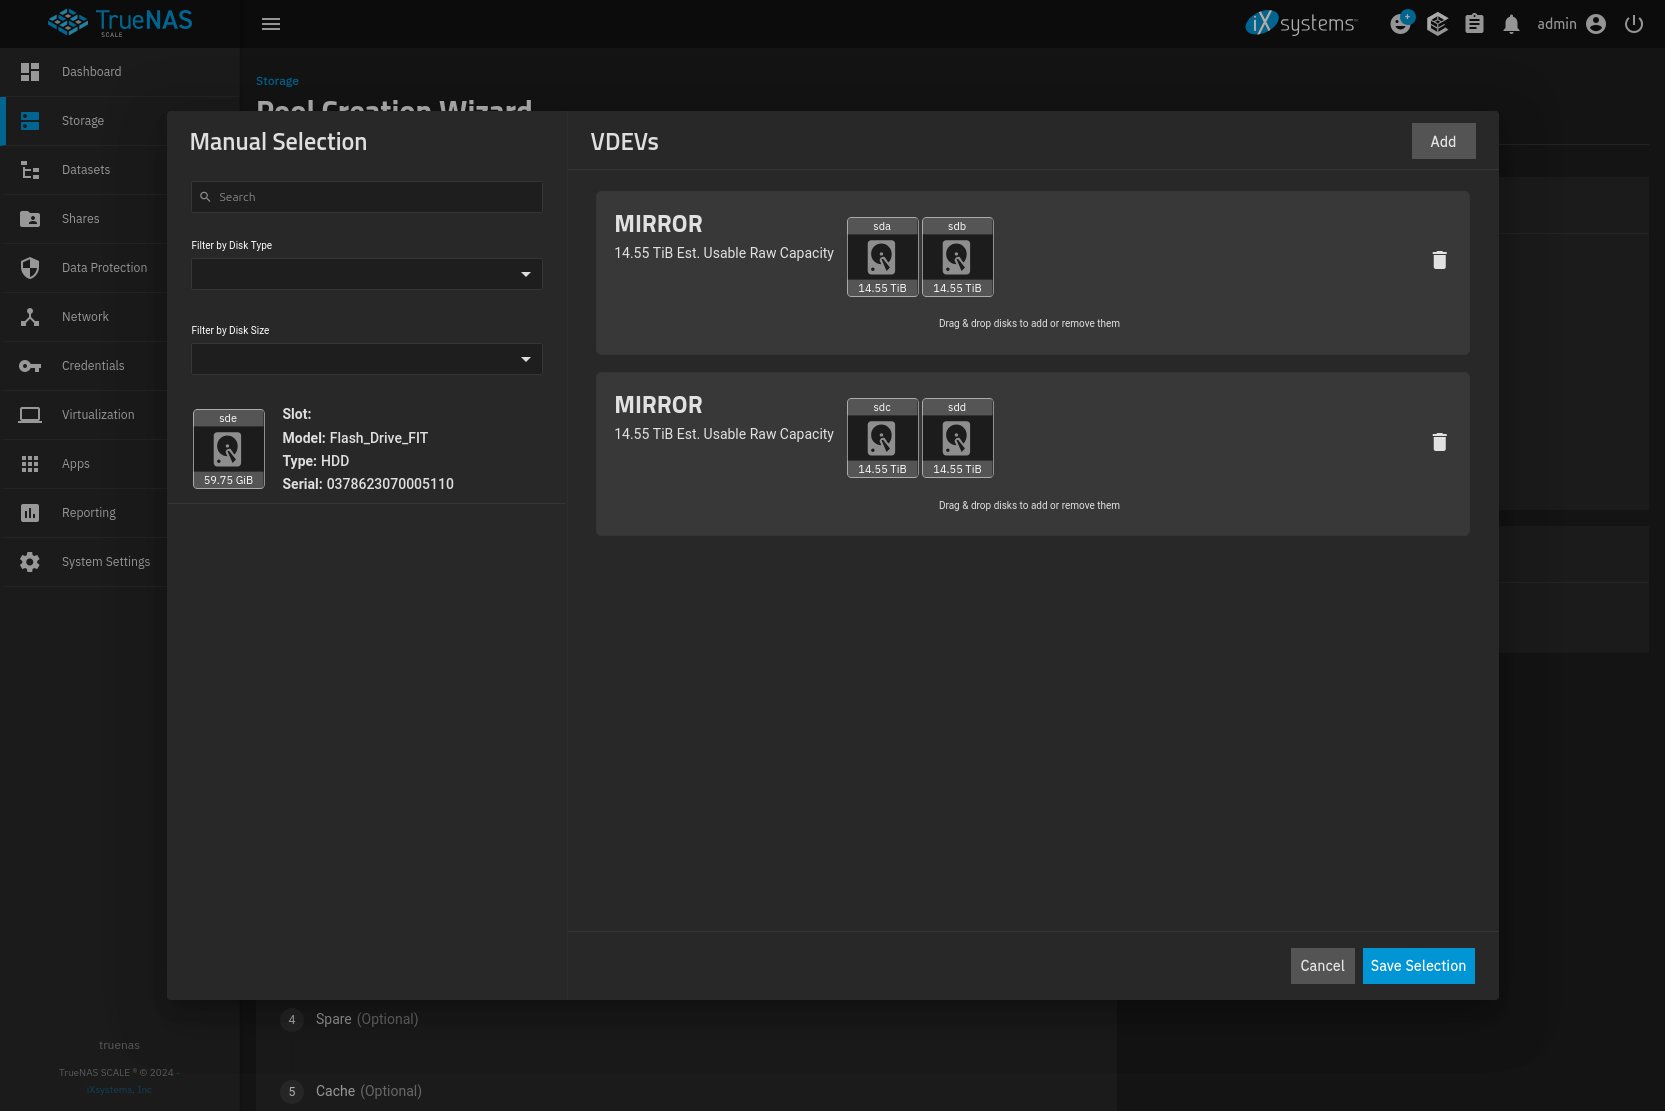 TrueNAS
SCALE
iXsystems
+
admin
Dashboard
Storage
Datasets
Shares
Data Protection
Network
Credentials
Virtualization
Apps
Reporting
System Settings
truenas
TrueNAS SCALE ® © 2024 -
iXsystems, Inc
Storage
Pool Creation Wizard
Manual Selection
Search
Filter by Disk Type
Filter by Disk Size
sde
59.75 GiB
Slot:
Model: Flash_Drive_FIT
Type: HDD
Serial: 0378623070005110
VDEVs
Add
MIRROR
14.55 TiB Est. Usable Raw Capacity
sda
14.55 TiB
sdb
14.55 TiB
Drag & drop disks to add or remove them
MIRROR
14.55 TiB Est. Usable Raw Capacity
sdc
14.55 TiB
sdd
14.55 TiB
Drag & drop disks to add or remove them
Cancel
Save Selection
4 Spare (Optional)
5 Cache (Optional)